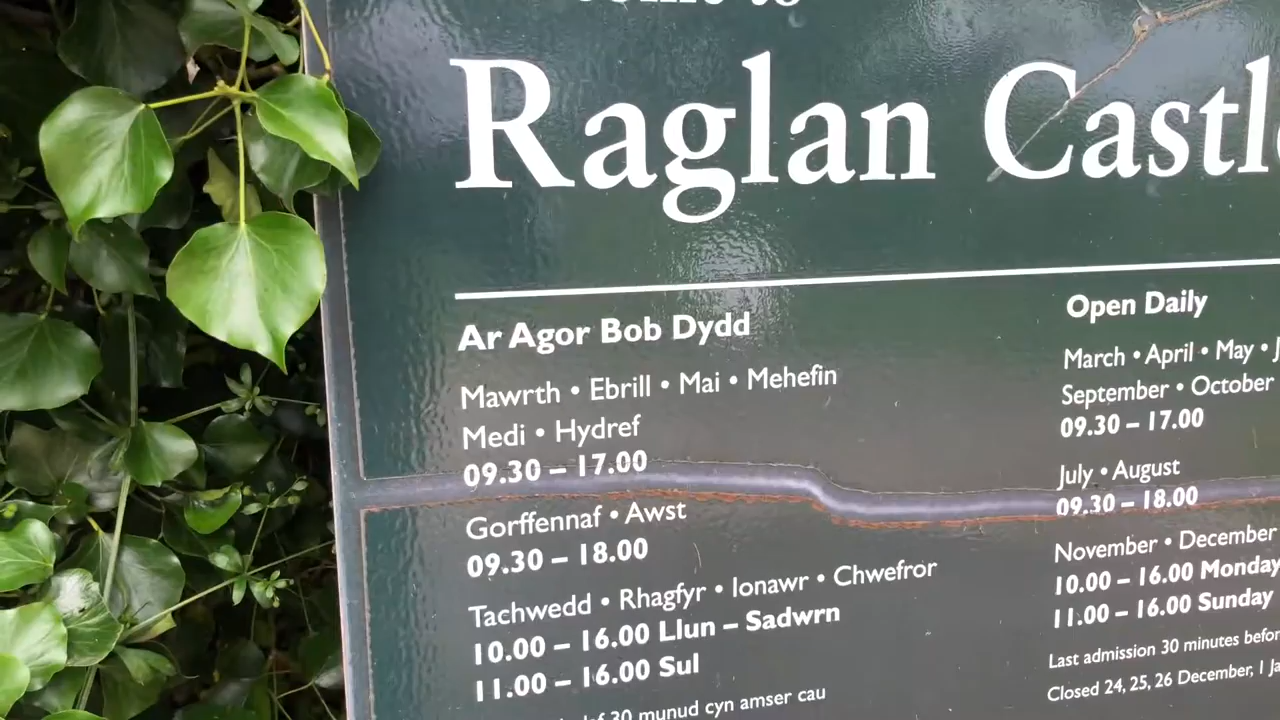 to
Raglan
Ar Agor Bob Dydd
Mawrth • Ebrill • Mai • Mehefin
Medi • Hydref
09.30 – 17.00
Gorffennaf • Awst
09.30 – 18.00
Tachwedd • Rhagfyr • Ionawr • Chwefror
10.00 – 16.00 Llun – Sadwrn
11.00 – 16.00 Sul
30 munud cyn amser cau
Open Daily
March • April • May •
September • October
09.30 – 17.00
July • August
09.30 – 18.00
November • December
10.00 – 16.00 Monday
11.00 – 16.00 Sunday
Last admission 30 minutes
Closed 24, 25, 26 December, 1